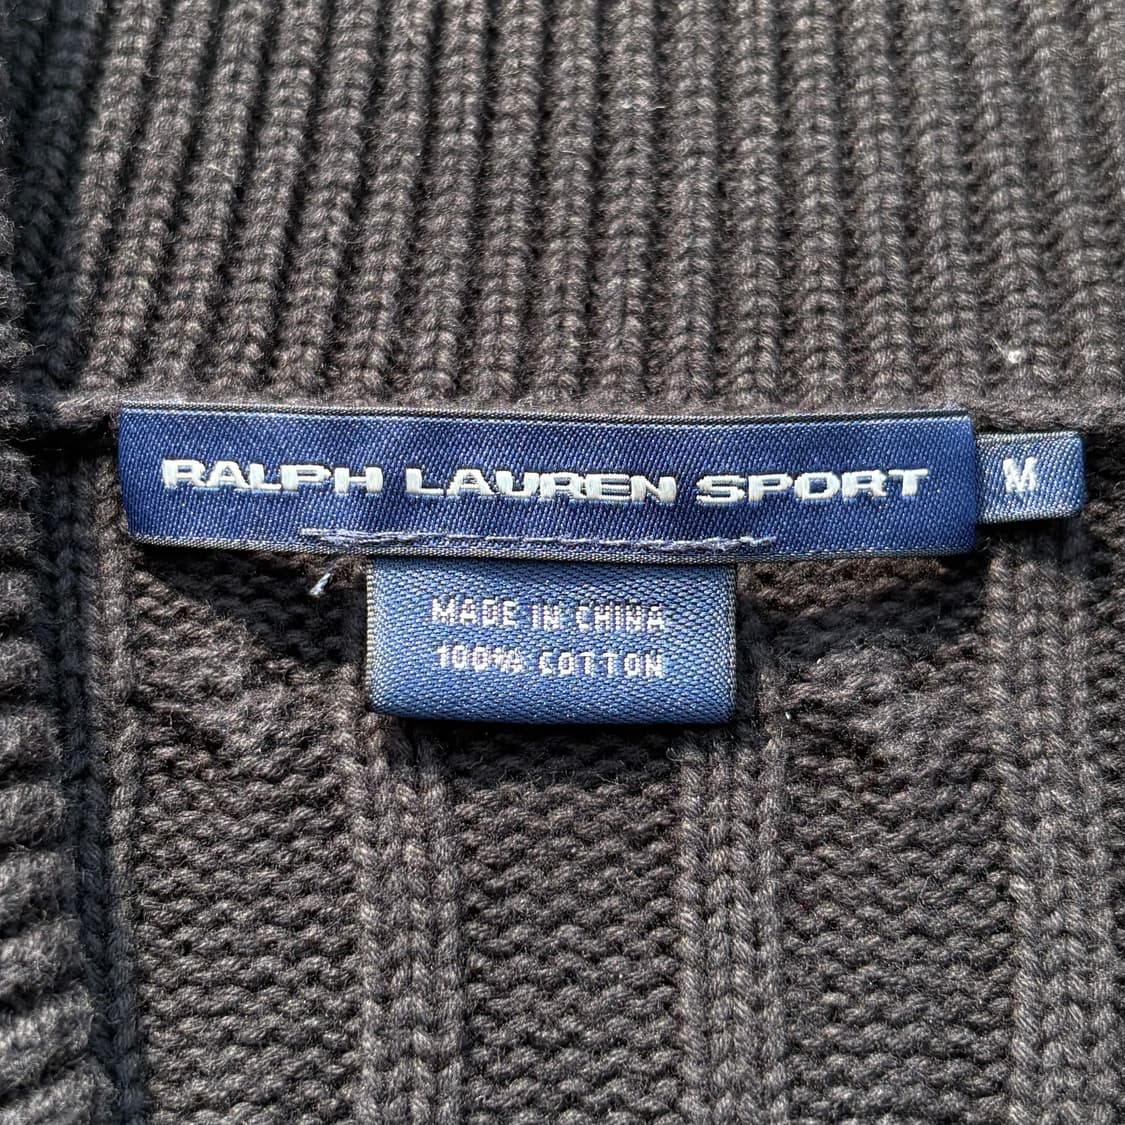 RALPH LAUREN SPORT
M
MADE IN CHINA
100% COTTON